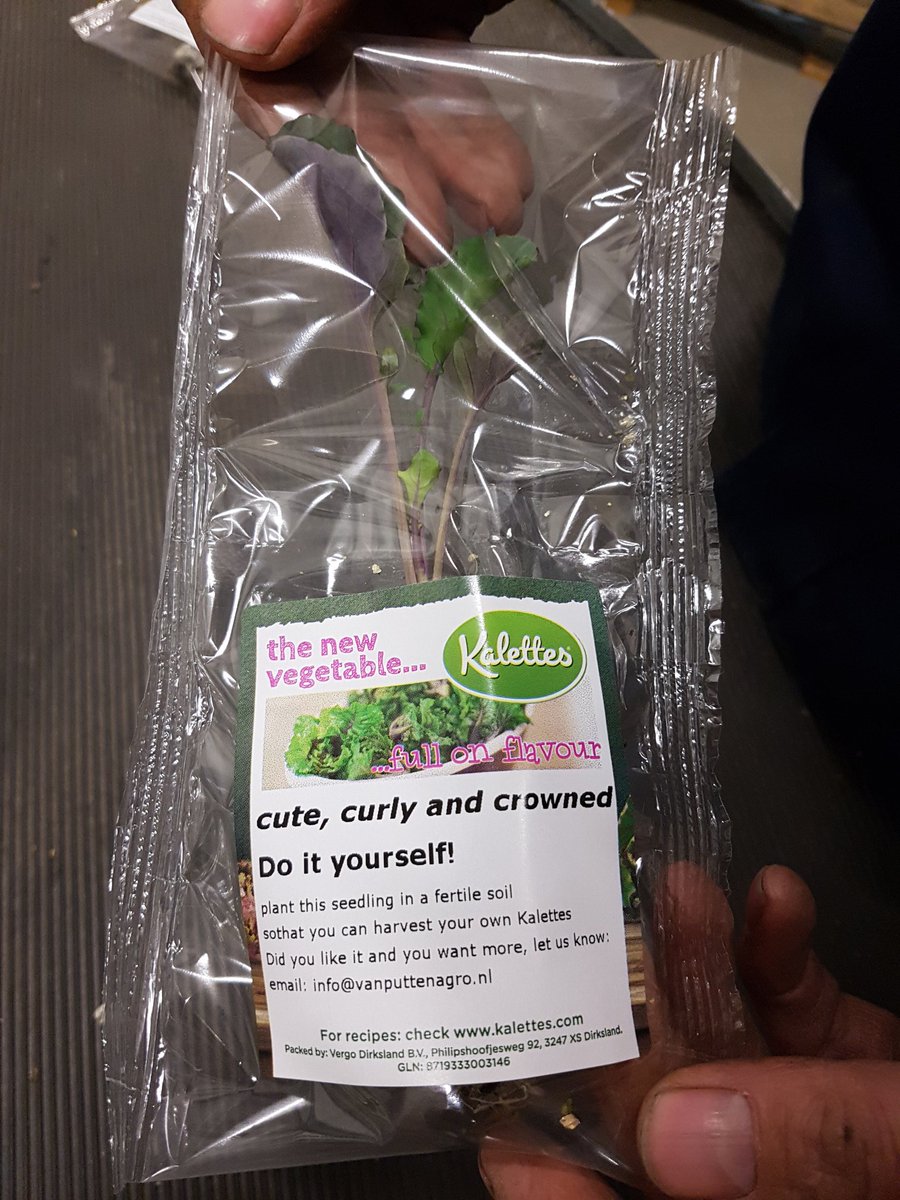 the new
vegetable...
Kalettes®
...full on flavour
cute, curly and crowned
Do it yourself!
plant this seedling in a fertile soil
sothat you can harvest your own Kalettes
Did you like it and you want more, let us know:
email: info@vanputtenagro.nl
For recipes: check www.kalettes.com
Packed by: Vergo Dirksland B.V., Philipshoofjesweg 92, 3247 XS Dirksland.
GLN: 8719333003146